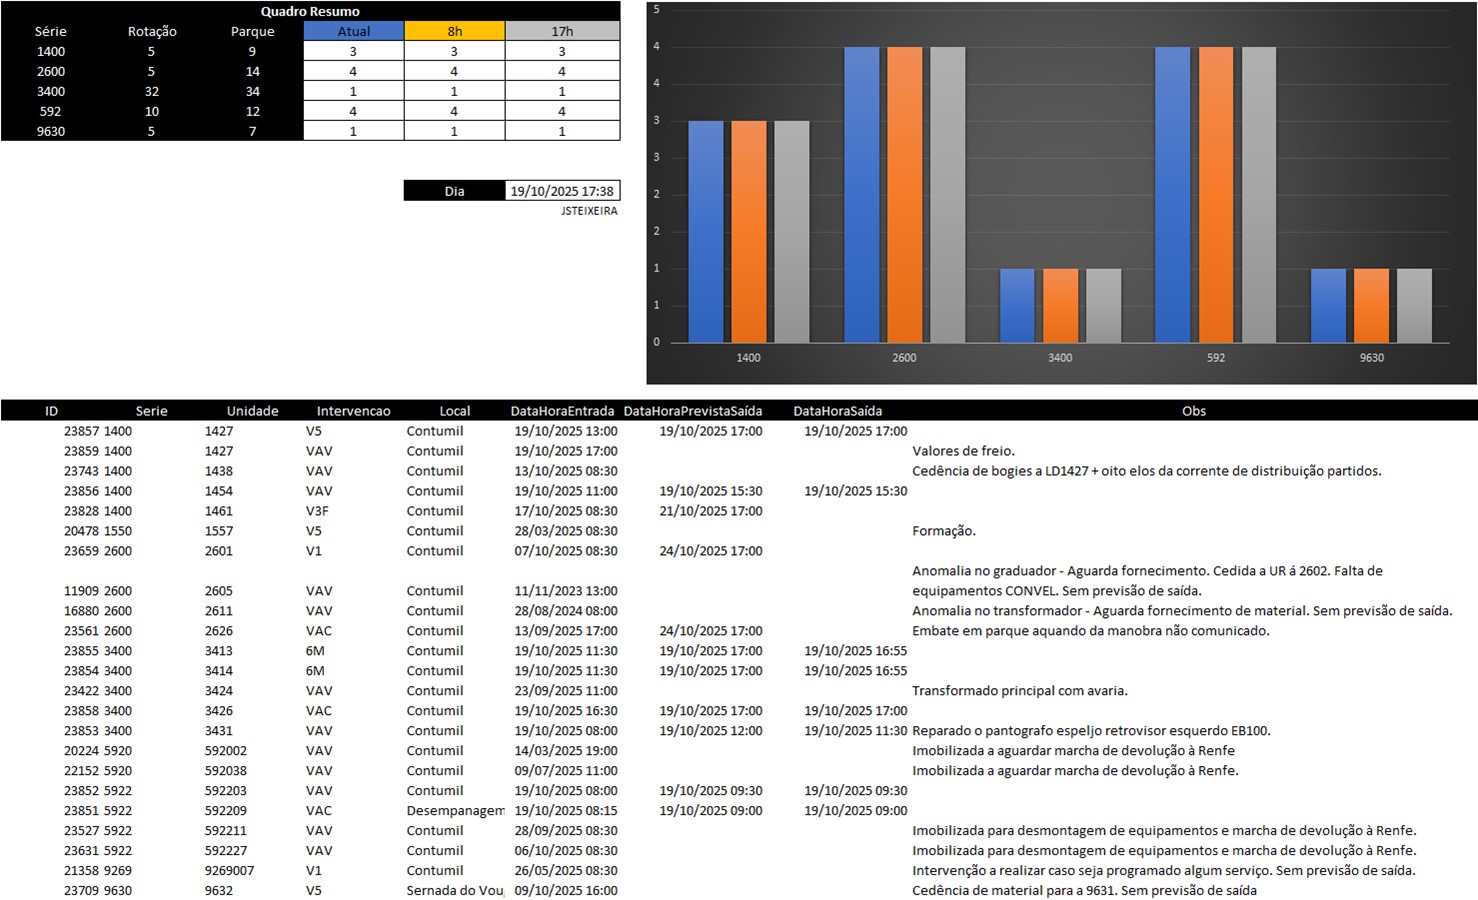 Quadro Resumo
Série Rotação Parque Atual 8h 17h
1400 5 9 3 3 3
2600 5 14 4 4 4
3400 32 34 1 1 1
592 10 12 4 4 4
9630 5 7 1 1 1
Dia 19/10/2025 17:38
JSTEIXEIRA
5
4
4
3
3
2
2
1
1
0
1400 2600 3400 592 9630
ID Serie Unidade Intervencao Local DataHoraEntrada DataHoraPrevistaSaída DataHoraSaída Obs
23857 1400 1427 V5 Contumil 19/10/2025 13:00 19/10/2025 17:00 19/10/2025 17:00
23859 1400 1427 VAV Contumil 19/10/2025 17:00 Valores de freio.
23743 1400 1438 VAV Contumil 13/10/2025 08:30 Cedência de bogies a LD1427 + oito elos da corrente de distribuição partidos.
23856 1400 1454 VAV Contumil 19/10/2025 11:00 19/10/2025 15:30 19/10/2025 15:30
23828 1400 1461 V3F Contumil 17/10/2025 08:30 21/10/2025 17:00
20478 1550 1557 V5 Contumil 28/03/2025 08:30 Formação.
23659 2600 2601 V1 Contumil 07/10/2025 08:30 24/10/2025 17:00
Anomalia no graduador - Aguarda fornecimento. Cedida a UR á 2602. Falta de
11909 2600 2605 VAV Contumil 11/11/2023 13:00 equipamentos CONVEL. Sem previsão de saída.
16880 2600 2611 VAV Contumil 28/08/2024 08:00 Anomalia no transformador - Aguarda fornecimento de material. Sem previsão de saída.
23561 2600 2626 VAC Contumil 13/09/2025 17:00 24/10/2025 17:00 Embate em parque aquando da manobra não comunicado.
23855 3400 3413 6M Contumil 19/10/2025 11:30 19/10/2025 17:00 19/10/2025 16:55
23854 3400 3414 6M Contumil 19/10/2025 11:30 19/10/2025 17:00 19/10/2025 16:55
23422 3400 3424 VAV Contumil 23/09/2025 11:00 Transformado principal com avaria.
23858 3400 3426 VAC Contumil 19/10/2025 16:30 19/10/2025 17:00 19/10/2025 17:00
23853 3400 3431 VAV Contumil 19/10/2025 08:00 19/10/2025 12:00 19/10/2025 11:30 Reparado o pantografo espeljo retrovisor esquerdo EB100.
20224 5920 592002 VAV Contumil 14/03/2025 19:00 Imobilizada a aguardar marcha de devolução à Renfe
22152 5920 592038 VAV Contumil 09/07/2025 11:00 Imobilizada a aguardar marcha de devolução à Renfe.
23852 5922 592203 VAV Contumil 19/10/2025 08:00 19/10/2025 09:30 19/10/2025 09:30
23851 5922 592209 VAC Desempanagem 19/10/2025 08:15 19/10/2025 09:00 19/10/2025 09:00
23527 5922 592211 VAV Contumil 28/09/2025 08:30 Imobilizada para desmontagem de equipamentos e marcha de devolução à Renfe.
23631 5922 592227 VAV Contumil 06/10/2025 08:30 Imobilizada para desmontagem de equipamentos e marcha de devolução à Renfe.
21358 9269 9269007 V1 Contumil 26/05/2025 08:30 Intervenção a realizar caso seja programado algum serviço. Sem previsão de saída.
23709 9630 9632 V5 Sernada do Vou 09/10/2025 16:00 Cedência de material para a 9631. Sem previsão de saída